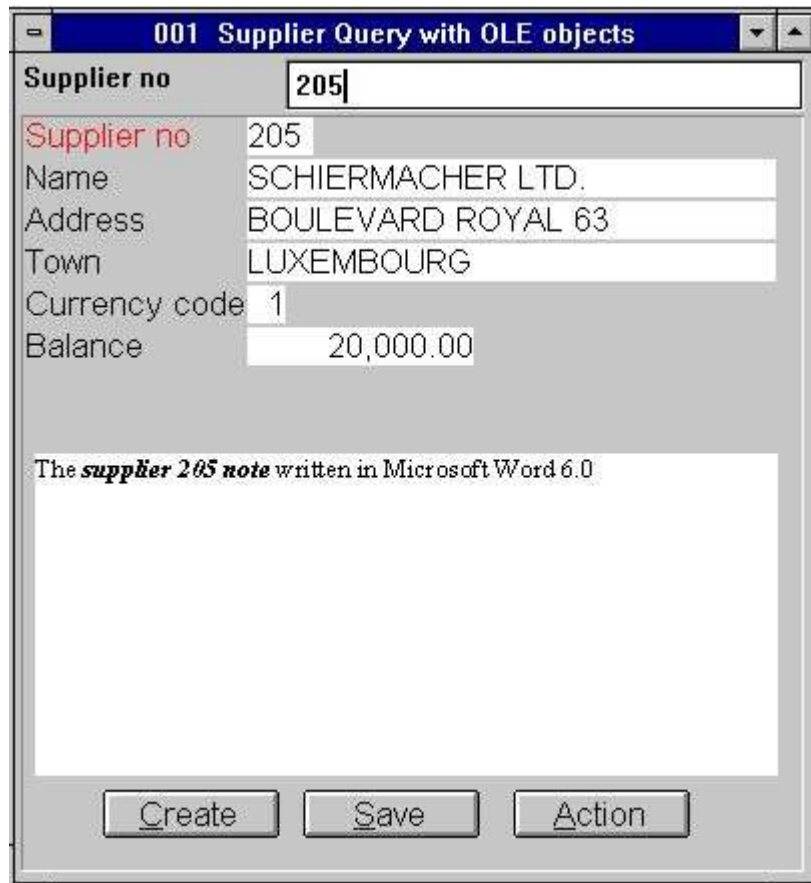 001 Supplier Query with OLE objects
Supplier no 205
Supplier no 205
Name SCHIERMACHER LTD.
Address BOULEVARD ROYAL 63
Town LUXEMBOURG
Currency code 1
Balance 20,000.00
The supplier 205 note written in Microsoft Word 6.0
Create Save Action